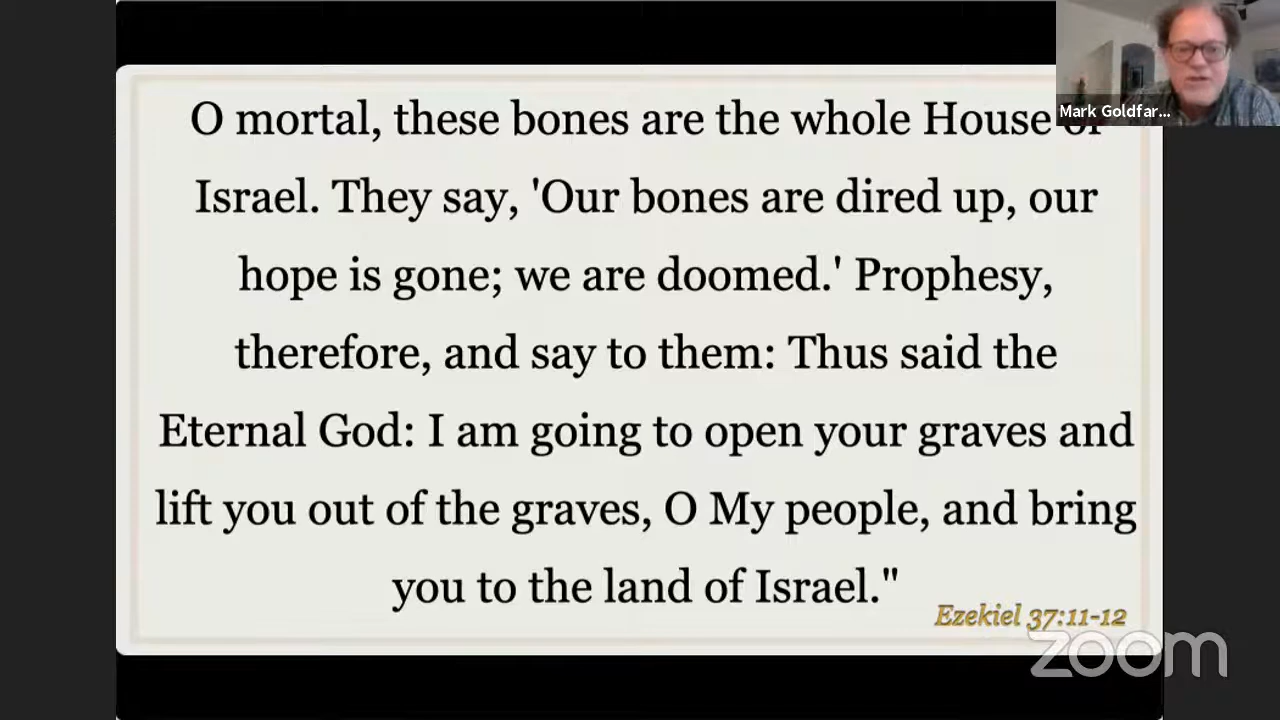 O mortal, these bones are the whole House of
Israel. They say, 'Our bones are dired up, our
hope is gone; we are doomed.' Prophesy,
therefore, and say to them: Thus said the
Eternal God: I am going to open your graves and
lift you out of the graves, O My people, and bring
you to the land of Israel."
Ezekiel 37:11-12
Mark Goldfar...
zoom